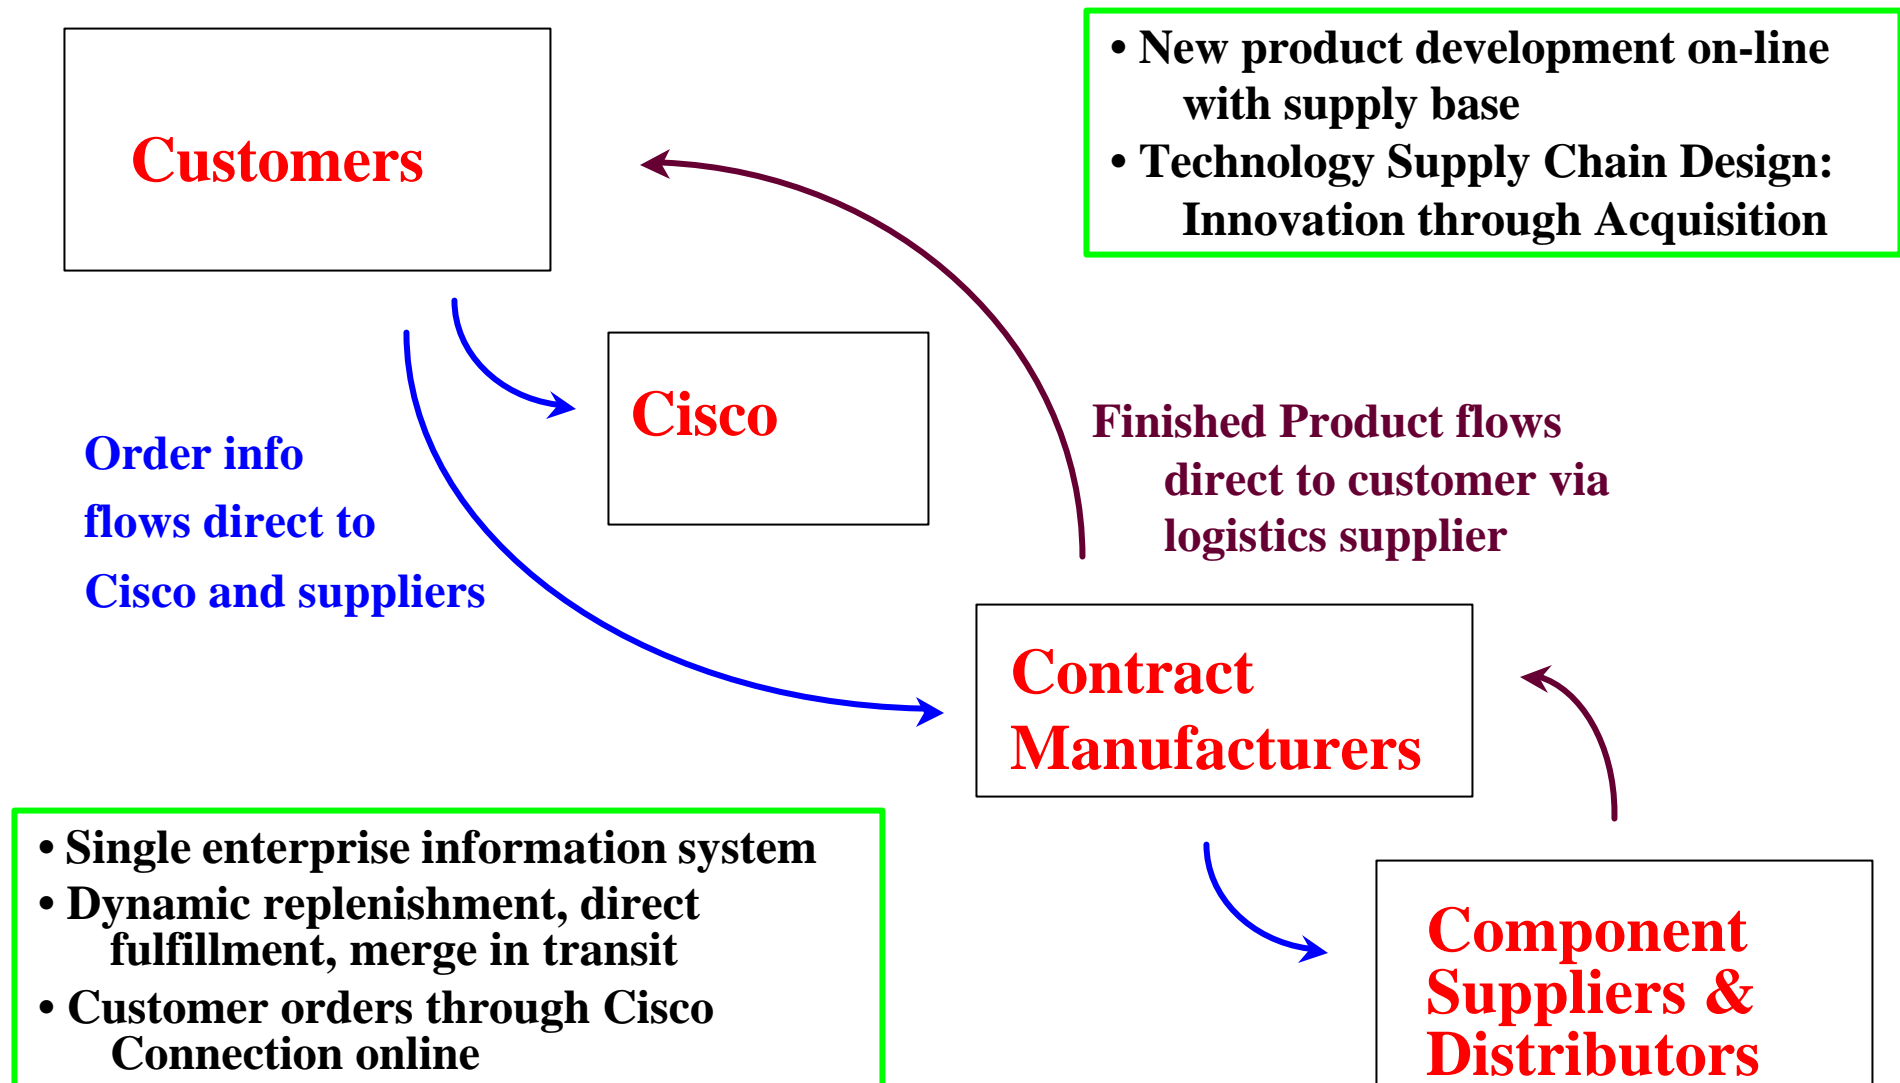 Customers
• New product development on-line
with supply base
• Technology Supply Chain Design:
Innovation through Acquisition
Cisco
Order info
flows direct to
Cisco and suppliers
Finished Product flows
direct to customer via
logistics supplier
Contract
Manufacturers
• Single enterprise information system
• Dynamic replenishment, direct
fulfillment, merge in transit
• Customer orders through Cisco
Connection online
Component
Suppliers &
Distributors